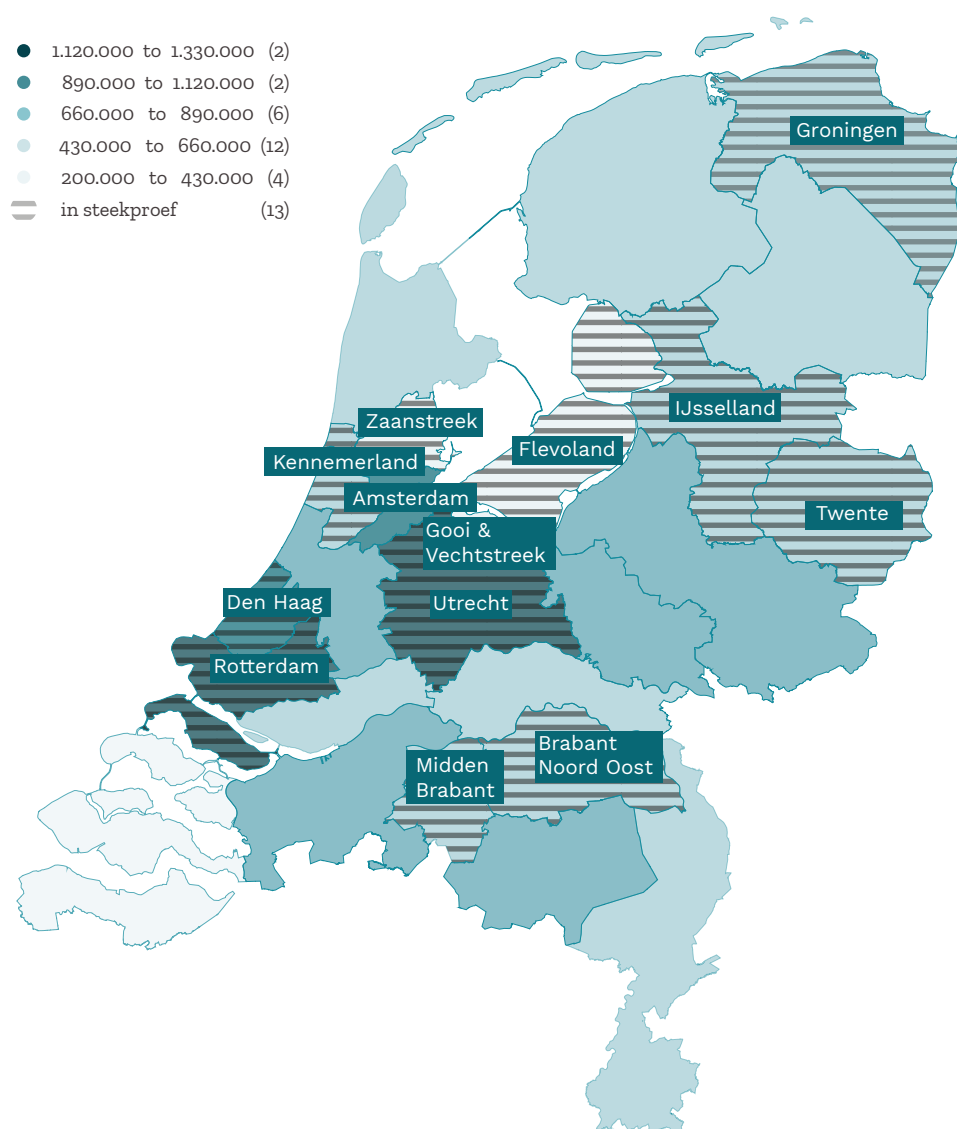 1.120.000 to 1.330.000 (2)
890.000 to 1.120.000 (2)
660.000 to 890.000 (6)
430.000 to 660.000 (12)
200.000 to 430.000 (4)
in steekproef (13)
Groningen
IJsselland
Zaanstreek
Flevoland
Kennemerland
Amsterdam
Twente
Gooi &
Vechtstreek
Den Haag
Utrecht
Rotterdam
Brabant
Noord Oost
Midden
Brabant